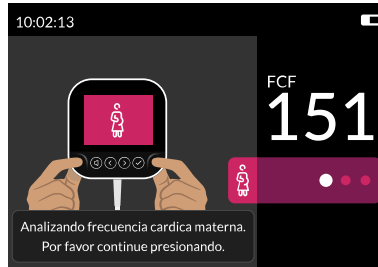 10:02:13
FCF
151
Analizando frecuencia cardica materna.
Por favor continue presionando.